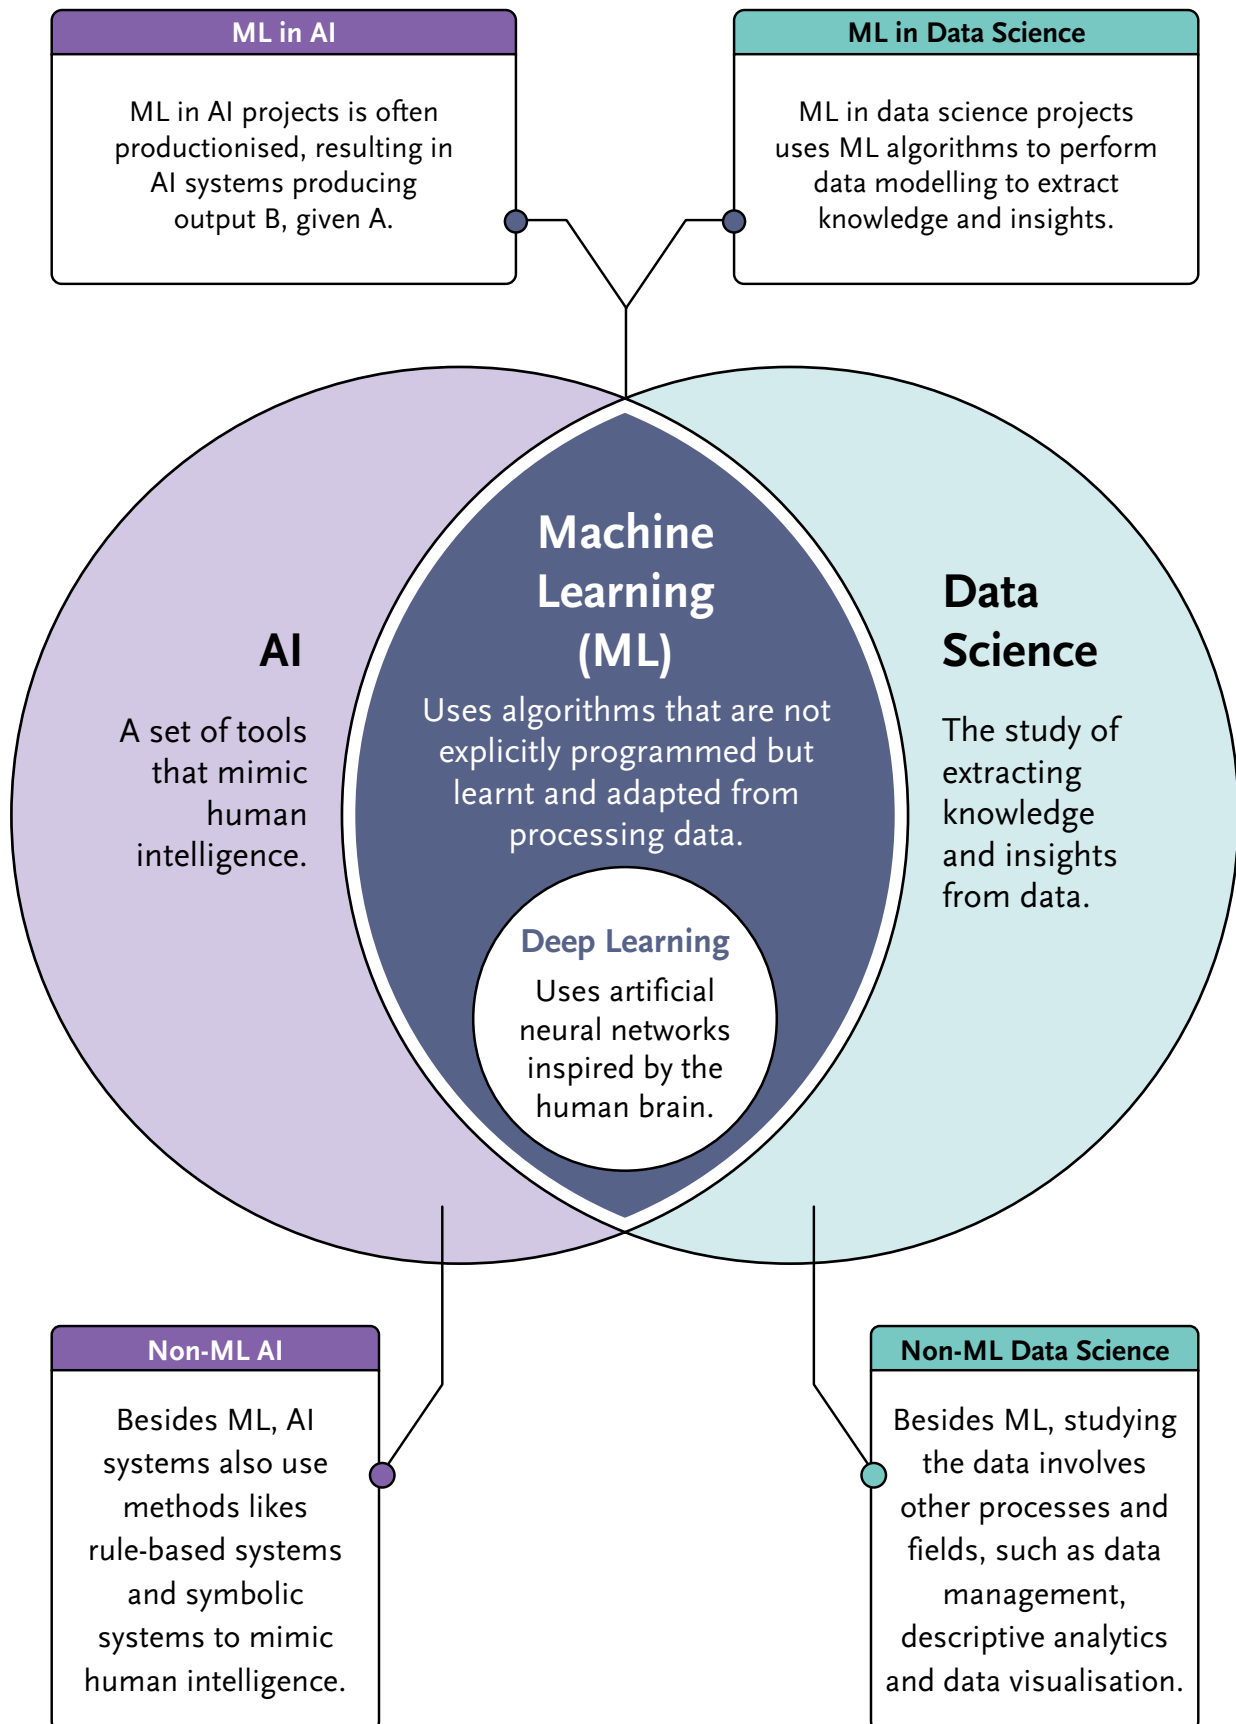 ML in AI
ML in AI projects is often
productionised, resulting in
AI systems producing
output B, given A.
ML in Data Science
ML in data science projects
uses ML algorithms to perform
data modelling to extract
knowledge and insights.
AI
A set of tools
that mimic
human
intelligence.
Machine
Learning
(ML)
Uses algorithms that are not
explicitly programmed but
learnt and adapted from
processing data.
Deep Learning
Uses artificial
neural networks
inspired by the
human brain.
Data
Science
The study of
extracting
knowledge
and insights
from data.
Non-ML AI
Besides ML, AI
systems also use
methods likes
rule-based systems
and symbolic
systems to mimic
human intelligence.
Non-ML Data Science
Besides ML, studying
the data involves
other processes and
fields, such as data
management,
descriptive analytics
and data visualisation.